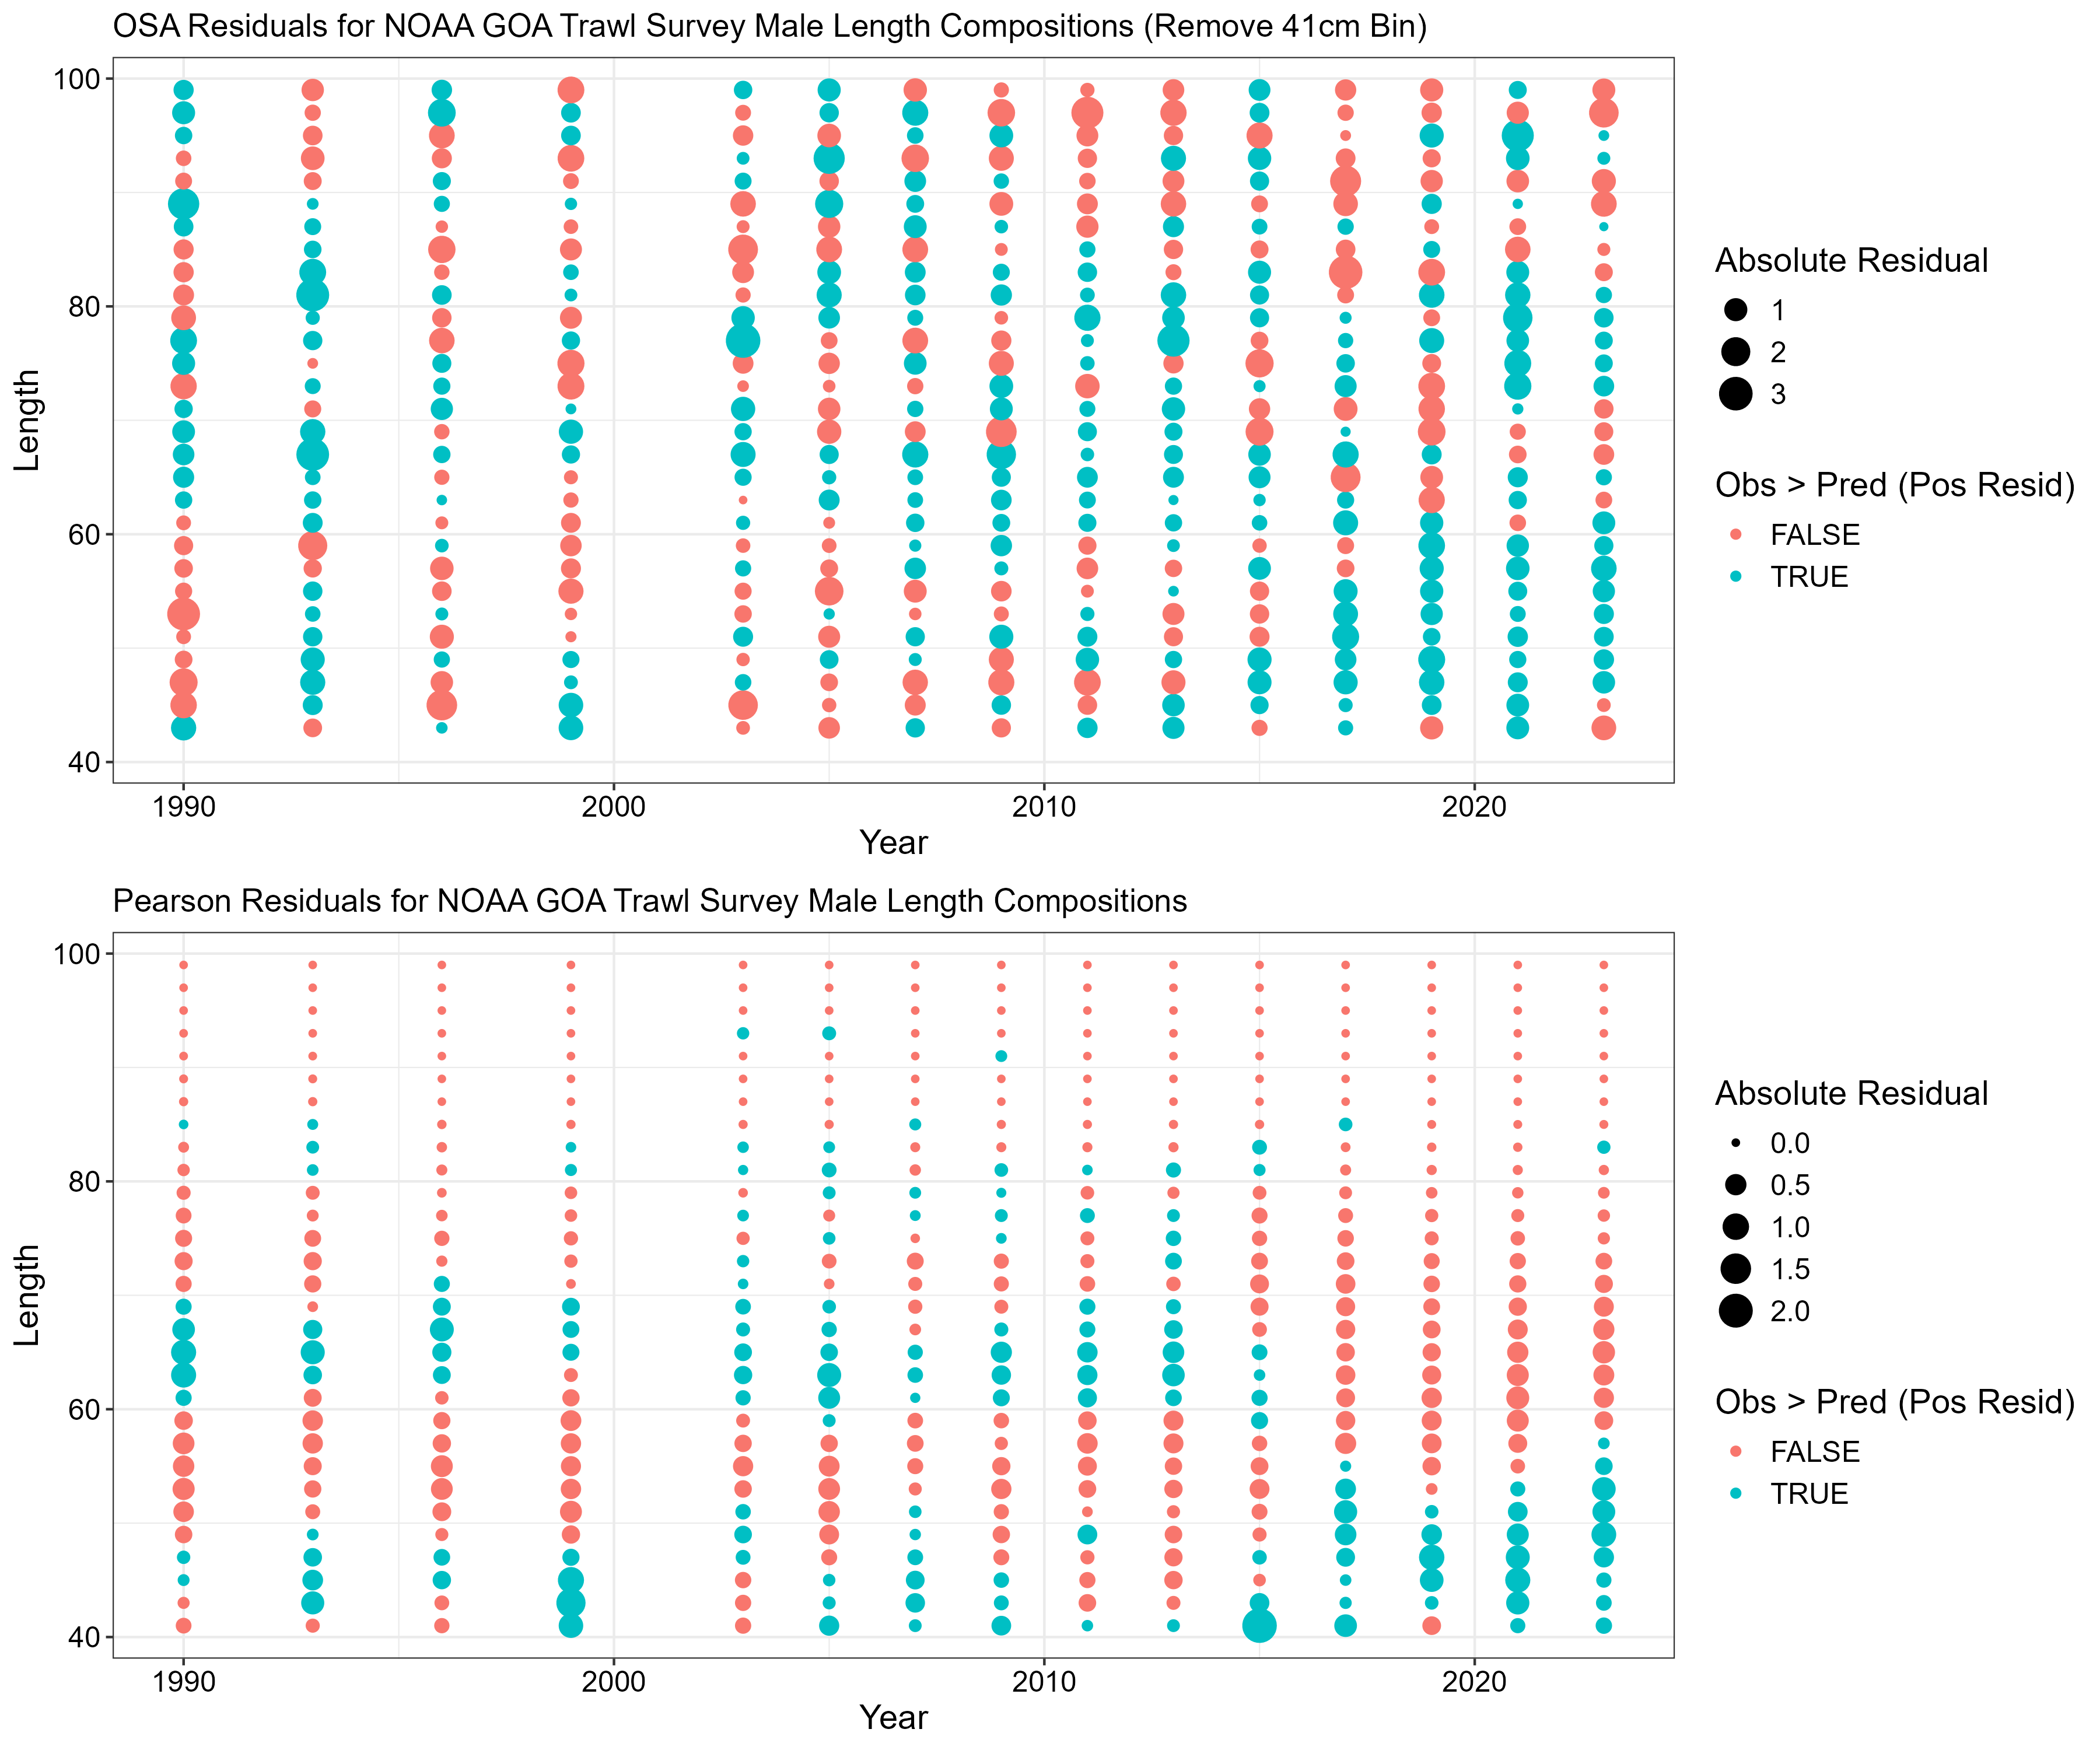 OSA Residuals for NOAA GOA Trawl Survey Male Length Compositions (Remove 41cm Bin)
100
80
60
40
Length
1990
2000
2010
2020
Year
Absolute Residual
1
2
3
Obs > Pred (Pos Resid)
FALSE
TRUE
Pearson Residuals for NOAA GOA Trawl Survey Male Length Compositions
100
80
60
40
Length
1990
2000
2010
2020
Year
Absolute Residual
0.0
0.5
1.0
1.5
2.0
Obs > Pred (Pos Resid)
FALSE
TRUE